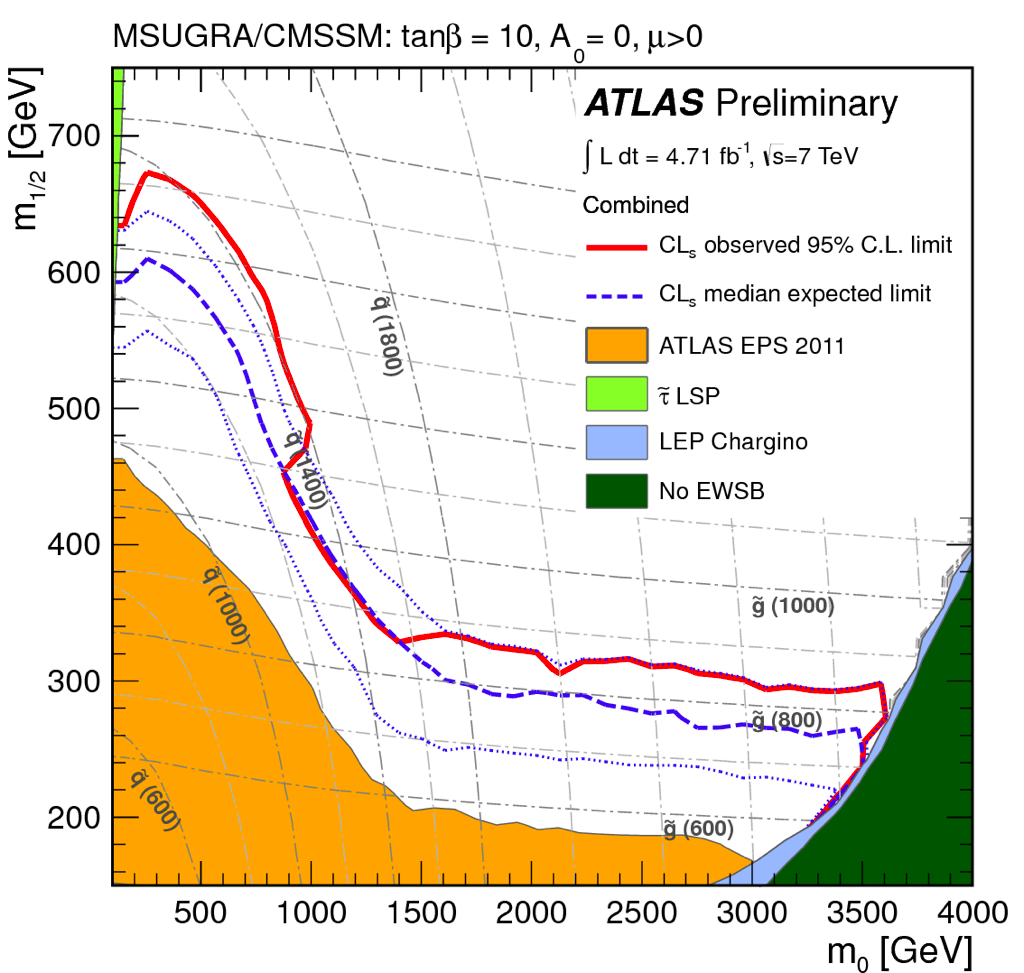 MSUGRA/CMSSM: tanβ = 10, A₀= 0, μ>0
m₁/₂ [GeV]
700
600
500
400
300
200
ATLAS Preliminary
∫ L dt = 4.71 fb⁻¹, √s=7 TeV
Combined
CLₛ observed 95% C.L. limit
CLₛ median expected limit
ATLAS EPS 2011
τ̃ LSP
LEP Chargino
No EWSB
q̃ (1800)
q̃ (1400)
q̃ (1000)
q̃ (600)
g̃ (1000)
g̃ (800)
g̃ (600)
500 1000 1500 2000 2500 3000 3500 4000
m₀ [GeV]